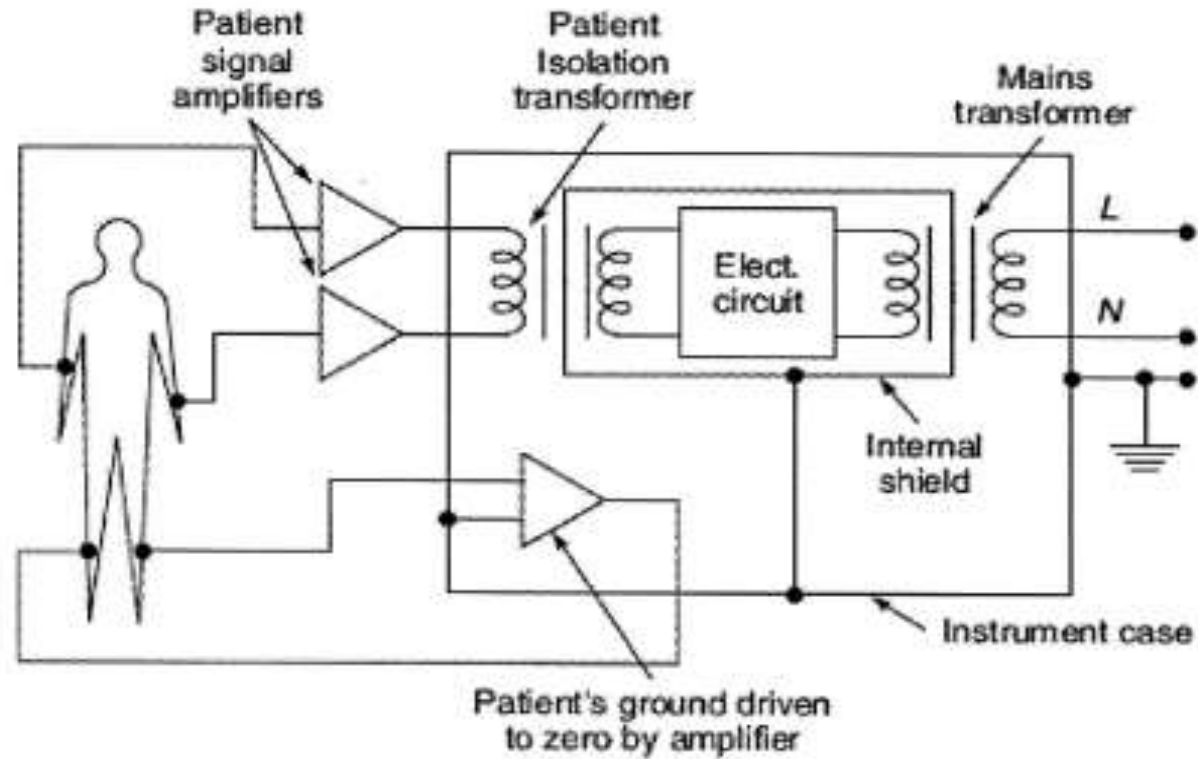 Patient
signal
amplifiers
Patient
Isolation
transformer
Mains
transformer
L
Elect.
circuit
N
Internal
shield
Instrument case
Patient's ground driven
to zero by amplifier